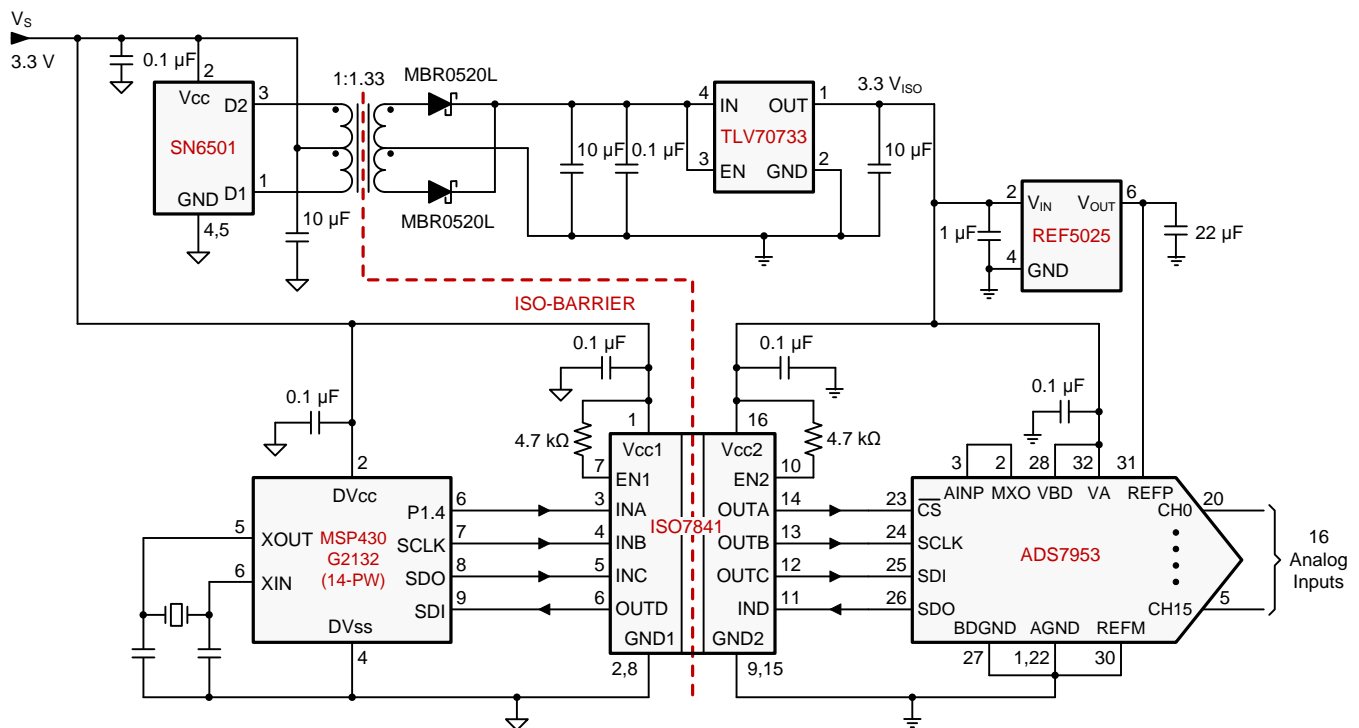 VS
3.3 V
0.1 µF
2
Vcc
D2
3
SN6501
D1
1
GND
4,5
10 µF
1:1.33
MBR0520L
MBR0520L
10 µF
0.1 µF
4
IN
OUT
1
TLV70733
3
EN
GND
2
3.3 VISO
10 µF
2
VIN
VOUT
6
1 µF
REF5025
4
GND
22 µF
ISO-BARRIER
0.1 µF
0.1 µF
0.1 µF
0.1 µF
4.7 kΩ
4.7 kΩ
2
DVcc
5
XOUT
6
XIN
MSP430
G2132
(14-PW)
P1.4
6
SCLK
7
SDO
8
SDI
9
DVss
4
1
Vcc1
7
EN1
3
INA
4
INB
5
INC
6
OUTD
GND1
2,8
ISO7841
16
Vcc2
EN2
10
OUTA
14
OUTB
13
OUTC
12
IND
11
GND2
9,15
3
2
28
32
31
AINP
MXO
VBD
VA
REFP
23
CS
24
SCLK
25
SDI
26
SDO
ADS7953
CH0
20
CH15
5
BDGND
AGND
REFM
27
1,22
30
16
Analog
Inputs